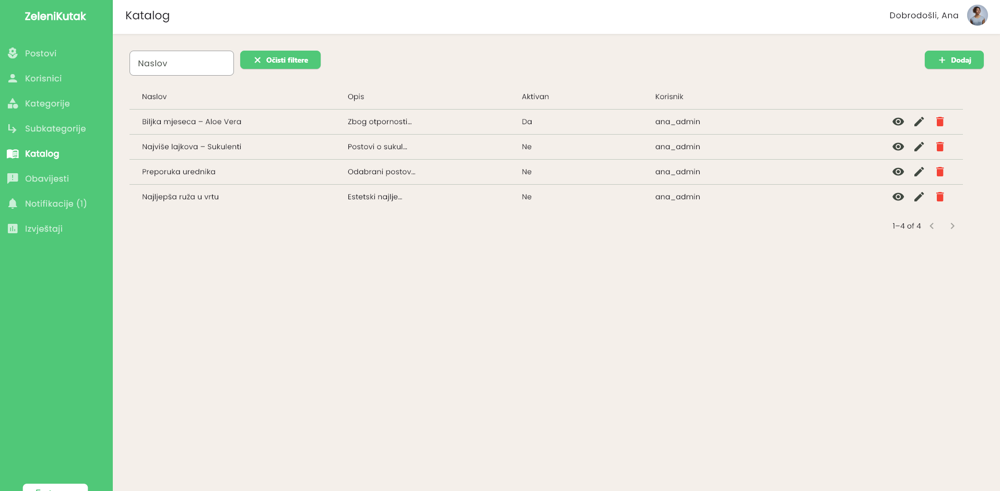 ZeleniKutak
Postovi
Korisnici
Kategorije
Subkategorije
Katalog
Obavijesti
Notifikacije (1)
Izvještaji
Katalog
Dobrodošli, Ana
Naslov
Očisti filtere
Dodaj
Naslov Opis Aktivan Korisnik
Biljka mjeseca – Aloe Vera Zbog otpornosti... Da ana_admin
Najviše lajkova – Sukulenti Postovi o sukul... Ne ana_admin
Preporuka urednika Odabrani postov... Ne ana_admin
Najljepša ruža u vrtu Estetski najlje... Ne ana_admin
1–4 of 4